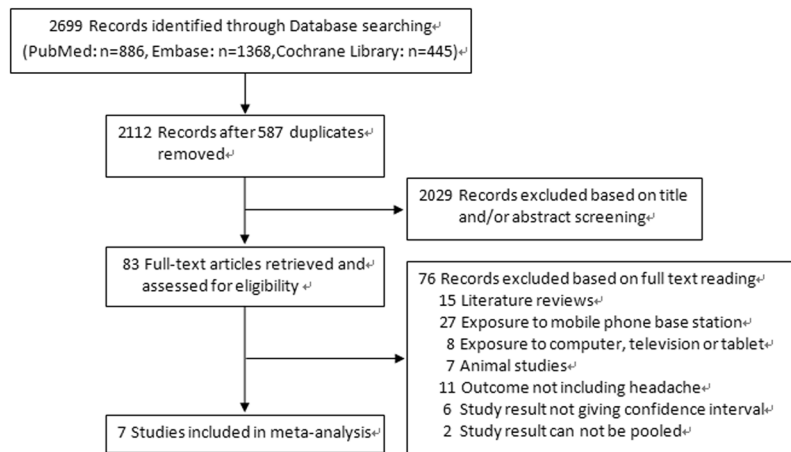 2699 Records identified through Database searching
(PubMed: n=886, Embase: n=1368,Cochrane Library: n=445)↵
2112 Records after 587 duplicates↵
removed↵
2029 Records excluded based on title
and/or abstract screening↵
83 Full-text articles retrieved and↵
assessed for eligibility ↵
76 Records excluded based on full text reading↵
15 Literature reviews↵
27 Exposure to mobile phone base station↵
8 Exposure to computer, television or tablet↵
7 Animal studies↵
11 Outcome not including headache↵
6 Study result not giving confidence interval↵
2 Study result can not be pooled↵
7 Studies included in meta-analysis↵